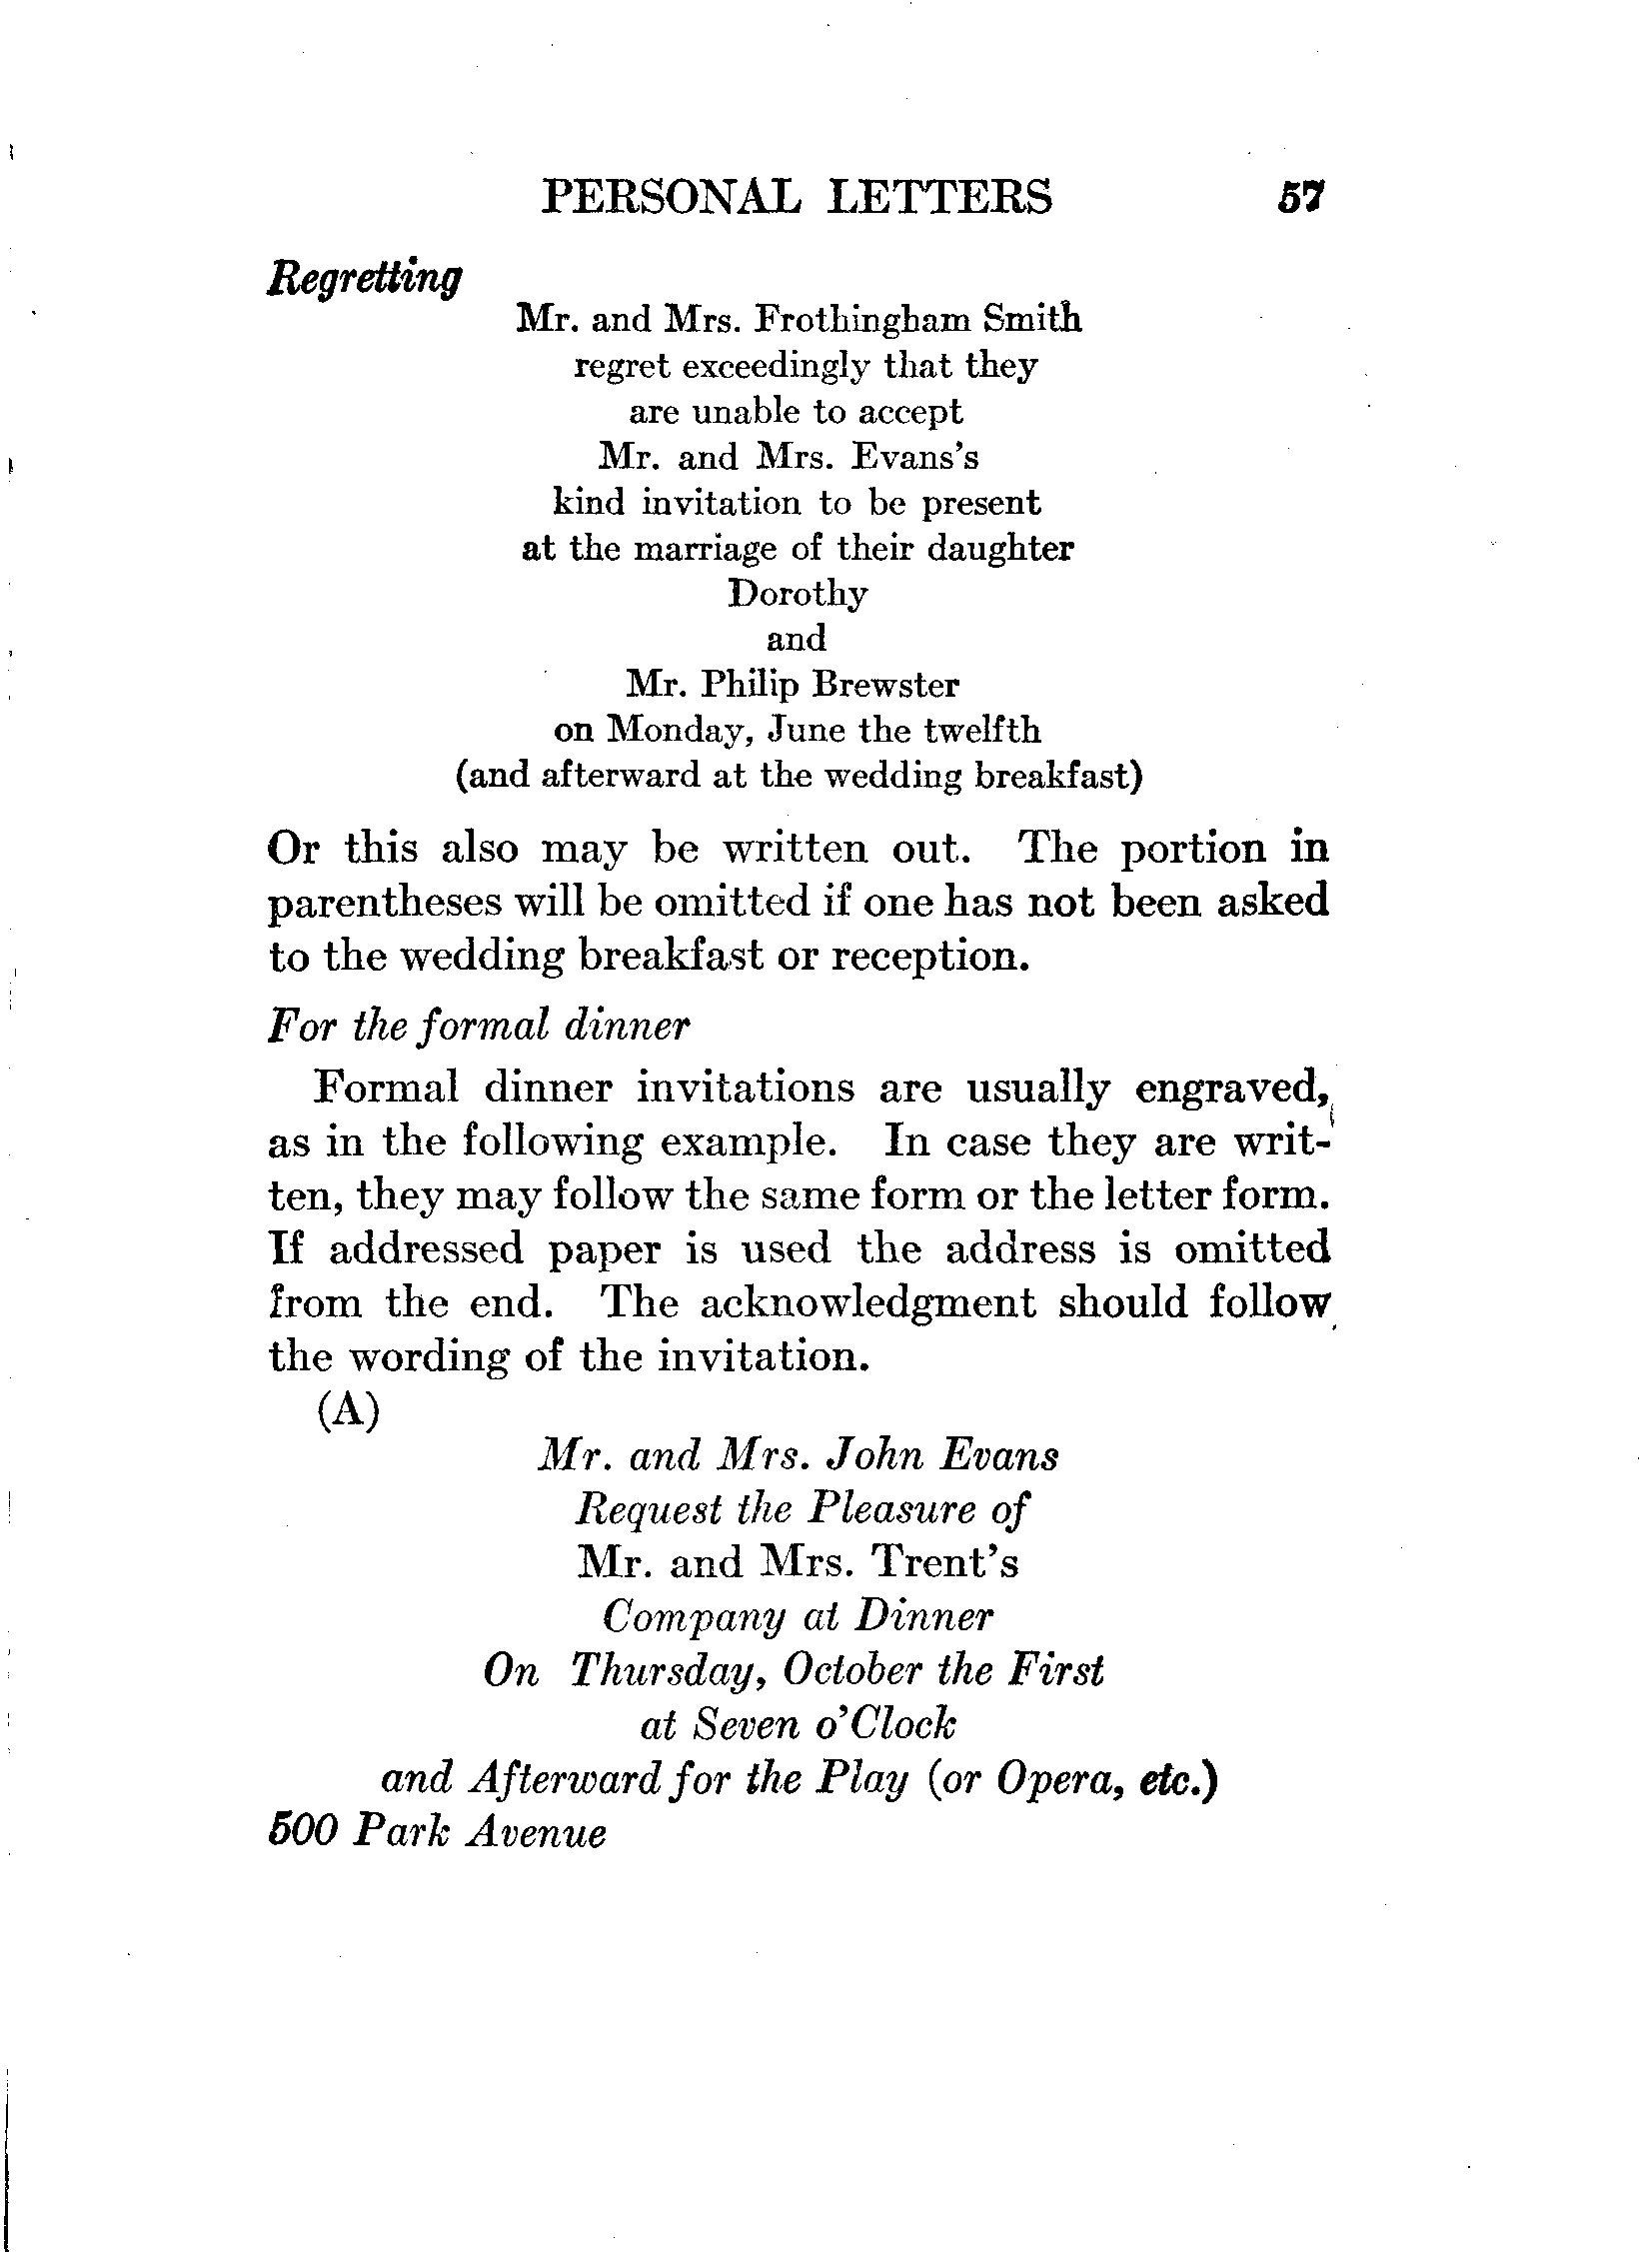 PERSONAL LETTERS 57
Regretting
Mr. and Mrs. Frothingham Smith
regret exceedingly that they
are unable to accept
Mr. and Mrs. Evans's
kind invitation to be present
at the marriage of their daughter
Dorothy
and
Mr. Philip Brewster
on Monday, June the twelfth
(and afterward at the wedding breakfast)
Or this also may be written out. The portion in
parentheses will be omitted if one has not been asked
to the wedding breakfast or reception.
For the formal dinner
Formal dinner invitations are usually engraved,
as in the following example. In case they are writ-
ten, they may follow the same form or the letter form.
If addressed paper is used the address is omitted
from the end. The acknowledgment should follow
the wording of the invitation.
(A)
Mr. and Mrs. John Evans
Request the Pleasure of
Mr. and Mrs. Trent's
Company at Dinner
On Thursday, October the First
at Seven o'Clock
and Afterward for the Play (or Opera, etc.)
500 Park Avenue